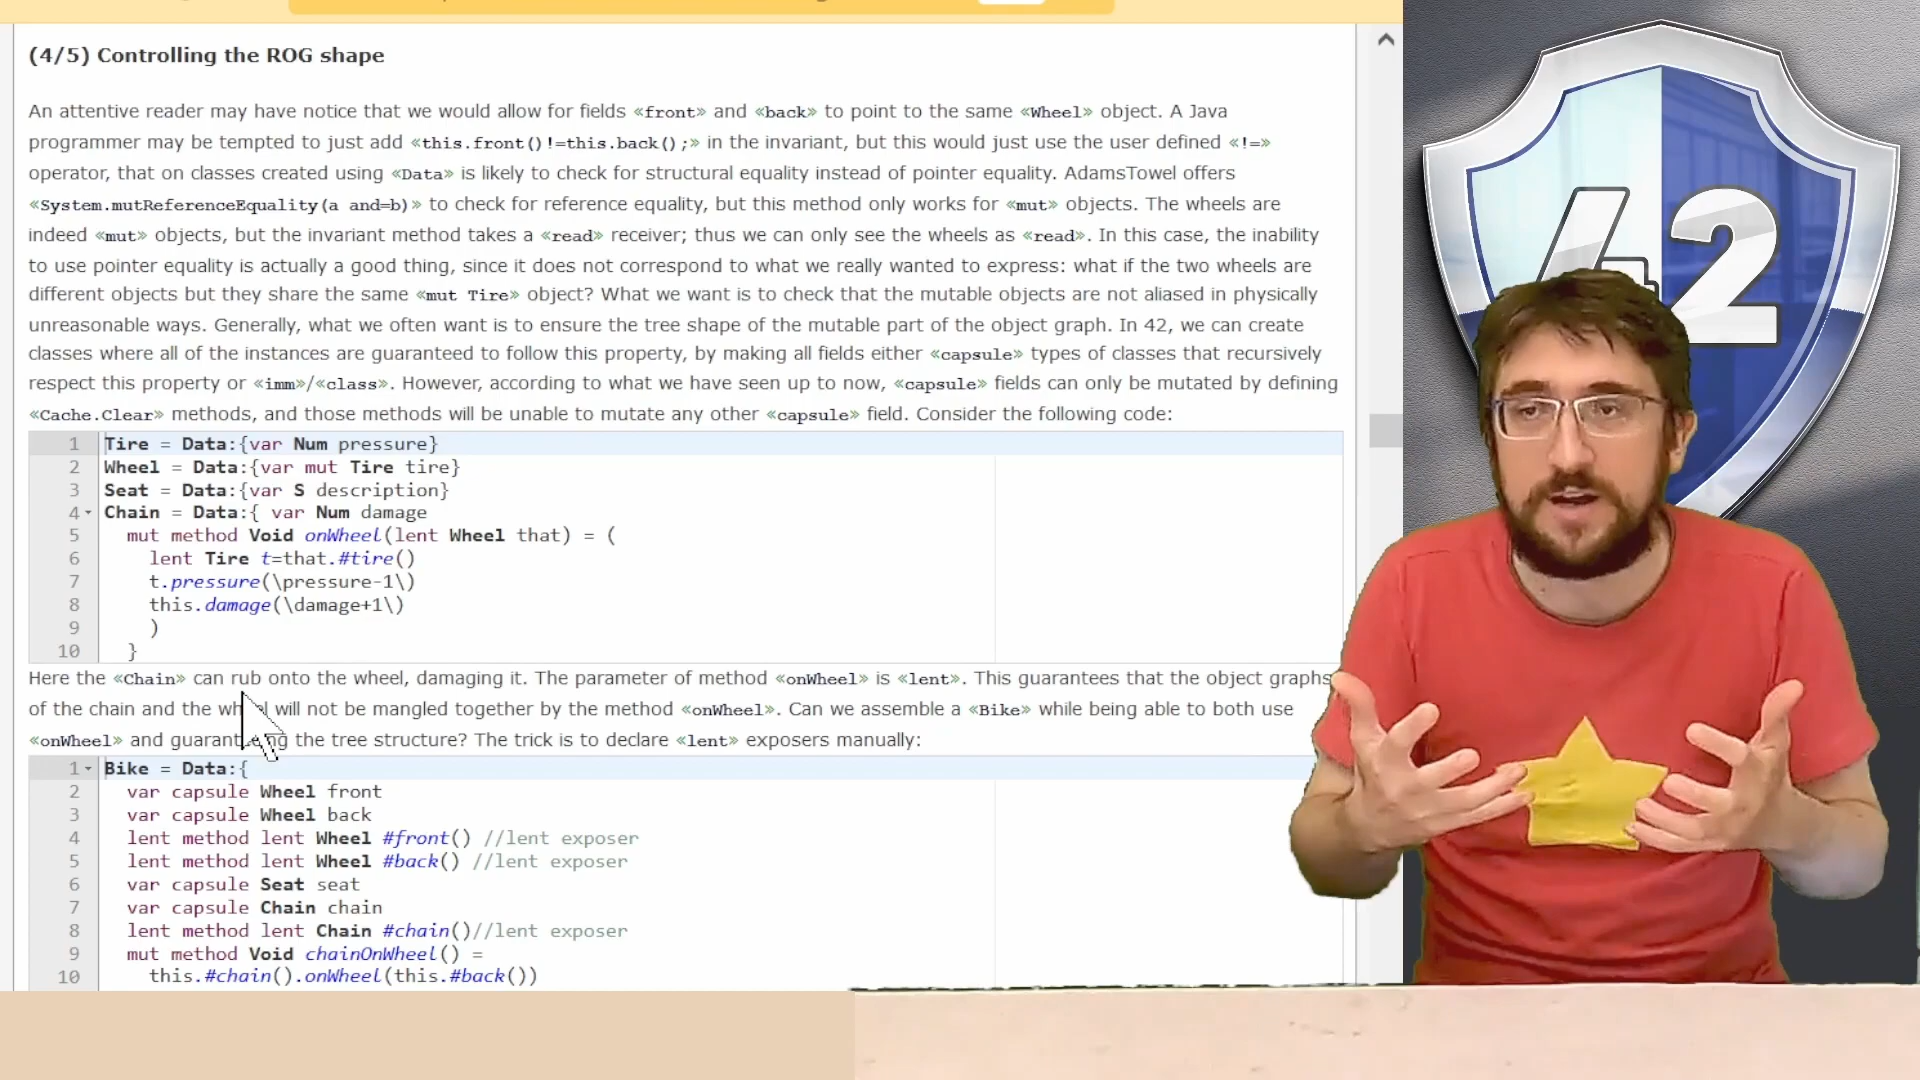 (4/5) Controlling the ROG shape
An attentive reader may have notice that we would allow for fields «front» and «back» to point to the same «Wheel» object. A Java
programmer may be tempted to just add «this.front()!=this.back();» in the invariant, but this would just use the user defined «!=»
operator, that on classes created using «Data» is likely to check for structural equality instead of pointer equality. AdamsTowel offers
«System.mutReferenceEquality(a and=b)» to check for reference equality, but this method only works for «mut» objects. The wheels are
indeed «mut» objects, but the invariant method takes a «read» receiver; thus we can only see the wheels as «read». In this case, the inability
to use pointer equality is actually a good thing, since it does not correspond to what we really wanted to express: what if the two wheels are
different objects but they share the same «mut Tire» object? What we want is to check that the mutable objects are not aliased in physically
unreasonable ways. Generally, what we often want is to ensure the tree shape of the mutable part of the object graph. In 42, we can create
classes where all of the instances are guaranteed to follow this property, by making all fields either «capsule» types of classes that recursively
respect this property or «imm»/«class». However, according to what we have seen up to now, «capsule» fields can only be mutated by defining
«Cache.Clear» methods, and those methods will be unable to mutate any other «capsule» field. Consider the following code:
1 Tire = Data:{var Num pressure}
2 Wheel = Data:{var mut Tire tire}
3 Seat = Data:{var S description}
4 Chain = Data:{ var Num damage
5 mut method Void onWheel(lent Wheel that) = (
6 lent Tire t=that.#tire()
7 t.pressure(\pressure-1\)
8 this.damage(\damage+1\)
9 )
10 }
Here the «Chain» can rub onto the wheel, damaging it. The parameter of method «onWheel» is «lent». This guarantees that the object graphs
of the chain and the will not be mangled together by the method «onWheel». Can we assemble a «Bike» while being able to both use
«onWheel» and the tree structure? The trick is to declare «lent» exposers manually:
1 Bike = Data:{
2 var capsule Wheel front
3 var capsule Wheel back
4 lent method lent Wheel #front() //lent exposer
5 lent method lent Wheel #back() //lent exposer
6 var capsule Seat seat
7 var capsule Chain chain
8 lent method lent Chain #chain()//lent exposer
9 mut method Void chainOnWheel() =
10 this.#chain().onWheel(this.#back())
42